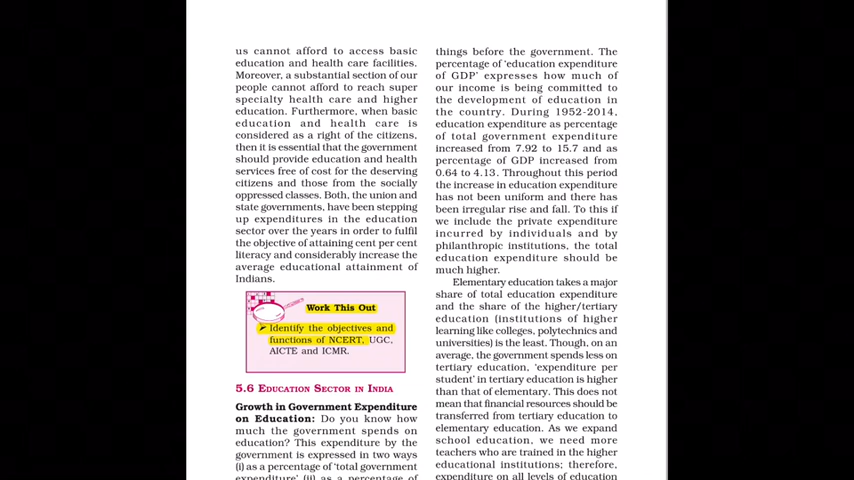 us cannot afford to access basic
education and health care facilities.
Moreover, a substantial section of our
people cannot afford to reach super
specialty health care and higher
education. Furthermore, when basic
education and health care is
considered as a right of the citizens,
then it is essential that the government
should provide education and health
services free of cost for the deserving
citizens and those from the socially
oppressed classes. Both, the union and
state governments, have been stepping
up expenditures in the education
sector over the years in order to fulfil
the objective of attaining cent per cent
literacy and considerably increase the
average educational attainment of
Indians.
Work This Out
➤ Identify the objectives and
functions of NCERT, UGC,
AICTE and ICMR.
5.6 EDUCATION SECTOR IN INDIA
Growth in Government Expenditure
on Education: Do you know how
much the government spends on
education? This expenditure by the
government is expressed in two ways
(i) as a percentage of ‘total government
expenditure’ (ii) as a percentage of
things before the government. The
percentage of ‘education expenditure
of GDP’ expresses how much of
our income is being committed to
the development of education in
the country. During 1952-2014,
education expenditure as percentage
of total government expenditure
increased from 7.92 to 15.7 and as
percentage of GDP increased from
0.64 to 4.13. Throughout this period
the increase in education expenditure
has not been uniform and there has
been irregular rise and fall. To this if
we include the private expenditure
incurred by individuals and by
philanthropic institutions, the total
education expenditure should be
much higher.
Elementary education takes a major
share of total education expenditure
and the share of the higher/tertiary
education (institutions of higher
learning like colleges, polytechnics and
universities) is the least. Though, on an
average, the government spends less on
tertiary education, ‘expenditure per
student’ in tertiary education is higher
than that of elementary. This does not
mean that financial resources should be
transferred from tertiary education to
elementary education. As we expand
school education, we need more
teachers who are trained in the higher
educational institutions; therefore,
expenditure on all levels of education